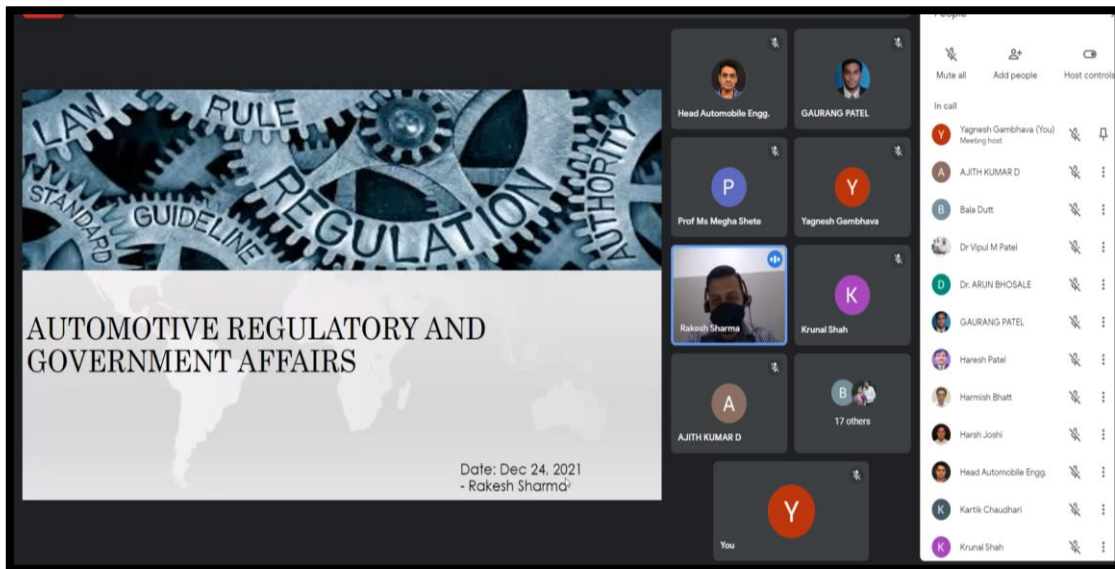 LAW
RULE
REGULATION
AUTHORITY
STANDARD
GUIDELINE
AUTOMOTIVE REGULATORY AND
GOVERNMENT AFFAIRS
Date: Dec 24, 2021
- Rakesh Sharma
Head Automobile Engg.
GAURANG PATEL
P
Prof Ms Megha Shete
Y
Yagnesh Gambhava
Rakesh Sharma
K
Krunal Shah
A
AJITH KUMAR D
B
17 others
Y
You
People
Mute all
Add people
Host controls
In call
Y
Yagnesh Gambhava (You)
Meeting host
A
AJITH KUMAR D
B
Bala Dutt
Dr Vipul M Patel
D
Dr. ARUN BHOSALE
GAURANG PATEL
Haresh Patel
Harmish Bhatt
Harsh Joshi
Head Automobile Engg.
K
Kartik Chaudhari
K
Krunal Shah